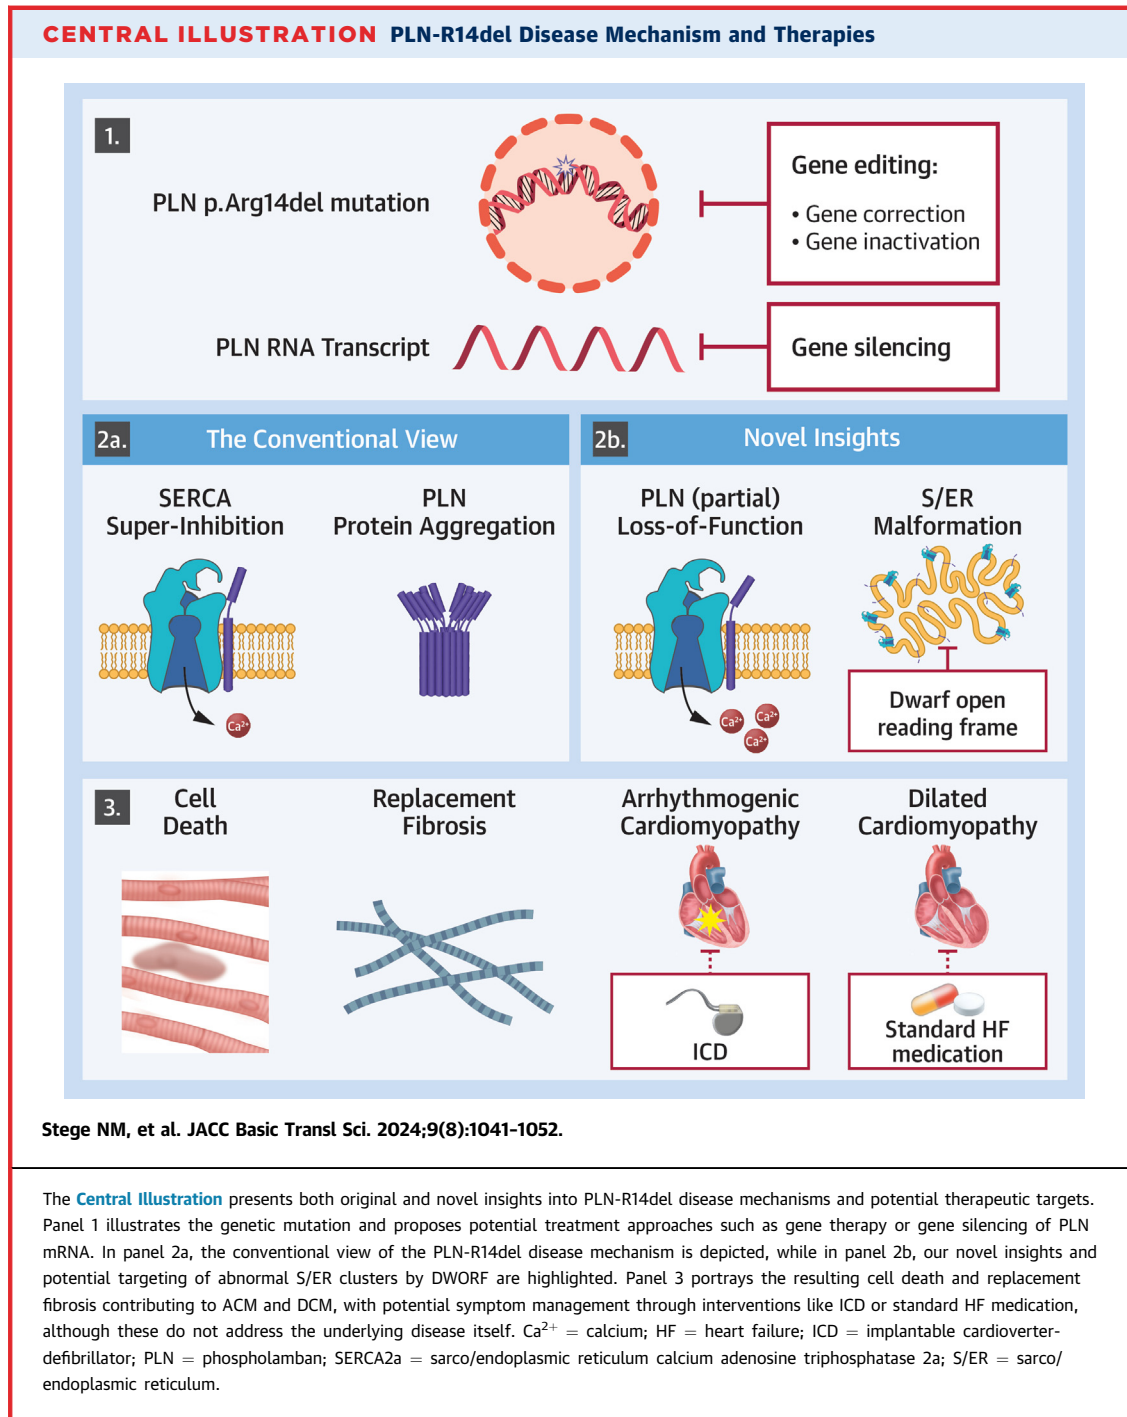 CENTRAL ILLUSTRATION PLN-R14del Disease Mechanism and Therapies
1.
PLN p.Arg14del mutation
Gene editing:
• Gene correction
• Gene inactivation
PLN RNA Transcript
Gene silencing
2a. The Conventional View
SERCA
Super-Inhibition
PLN
Protein Aggregation
Ca2+
2b. Novel Insights
PLN (partial)
Loss-of-Function
S/ER
Malformation
Ca2+
Ca2+
Ca2+
Dwarf open
reading frame
3.
Cell
Death
Replacement
Fibrosis
Arrhythmogenic
Cardiomyopathy
Dilated
Cardiomyopathy
ICD
Standard HF
medication
Stege NM, et al. JACC Basic Transl Sci. 2024;9(8):1041–1052.
The Central Illustration presents both original and novel insights into PLN-R14del disease mechanisms and potential therapeutic targets.
Panel 1 illustrates the genetic mutation and proposes potential treatment approaches such as gene therapy or gene silencing of PLN
mRNA. In panel 2a, the conventional view of the PLN-R14del disease mechanism is depicted, while in panel 2b, our novel insights and
potential targeting of abnormal S/ER clusters by DWORF are highlighted. Panel 3 portrays the resulting cell death and replacement
fibrosis contributing to ACM and DCM, with potential symptom management through interventions like ICD or standard HF medication,
although these do not address the underlying disease itself. Ca2+ = calcium; HF = heart failure; ICD = implantable cardioverter-
defibrillator; PLN = phospholamban; SERCA2a = sarco/endoplasmic reticulum calcium adenosine triphosphatase 2a; S/ER = sarco/
endoplasmic reticulum.